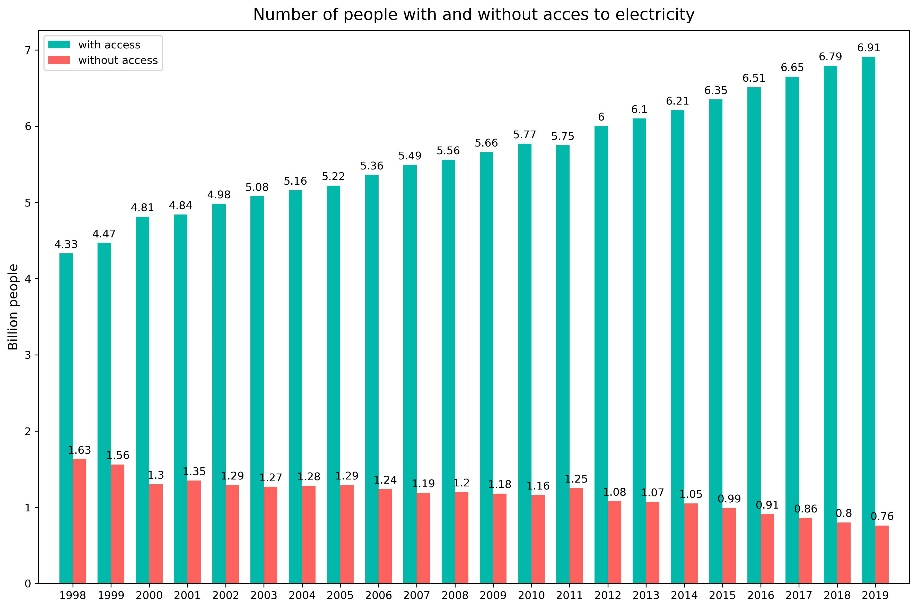 Number of people with and without acces to electricity
with access
without access
Billion people
7
6
5
4
3
2
1
0
4.33 4.47 4.81 4.84 4.98 5.08 5.16 5.22 5.36 5.49 5.56 5.66 5.77 5.75 6 6.1 6.21 6.35 6.51 6.65 6.79 6.91
1.63 1.56 1.3 1.35 1.29 1.27 1.28 1.29 1.24 1.19 1.2 1.18 1.16 1.25 1.08 1.07 1.05 0.99 0.91 0.86 0.8 0.76
1998 1999 2000 2001 2002 2003 2004 2005 2006 2007 2008 2009 2010 2011 2012 2013 2014 2015 2016 2017 2018 2019